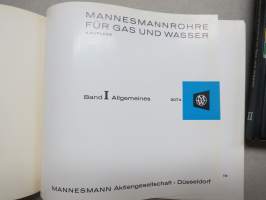 MANNESMANNROHRE
FÜR GAS UND WASSER
Band I Allgemeines
MANNESMANN Aktiengesellschaft · Düsseldorf